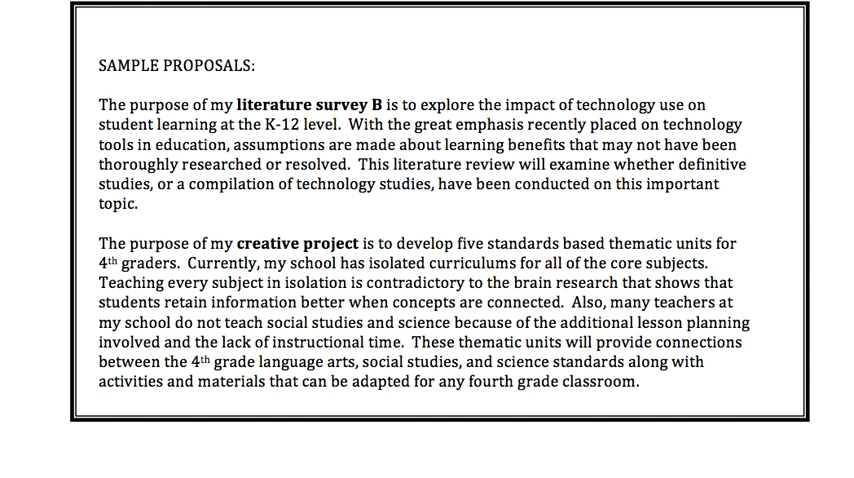 SAMPLE PROPOSALS:
The purpose of my literature survey B is to explore the impact of technology use on
student learning at the K-12 level.  With the great emphasis recently placed on technology
tools in education, assumptions are made about learning benefits that may not have been
thoroughly researched or resolved.  This literature review will examine whether definitive
studies, or a compilation of technology studies, have been conducted on this important
topic.
The purpose of my creative project is to develop five standards based thematic units for
4th graders.  Currently, my school has isolated curriculums for all of the core subjects.
Teaching every subject in isolation is contradictory to the brain research that shows that
students retain information better when concepts are connected.  Also, many teachers at
my school do not teach social studies and science because of the additional lesson planning
involved and the lack of instructional time.  These thematic units will provide connections
between the 4th grade language arts, social studies, and science standards along with
activities and materials that can be adapted for any fourth grade classroom.